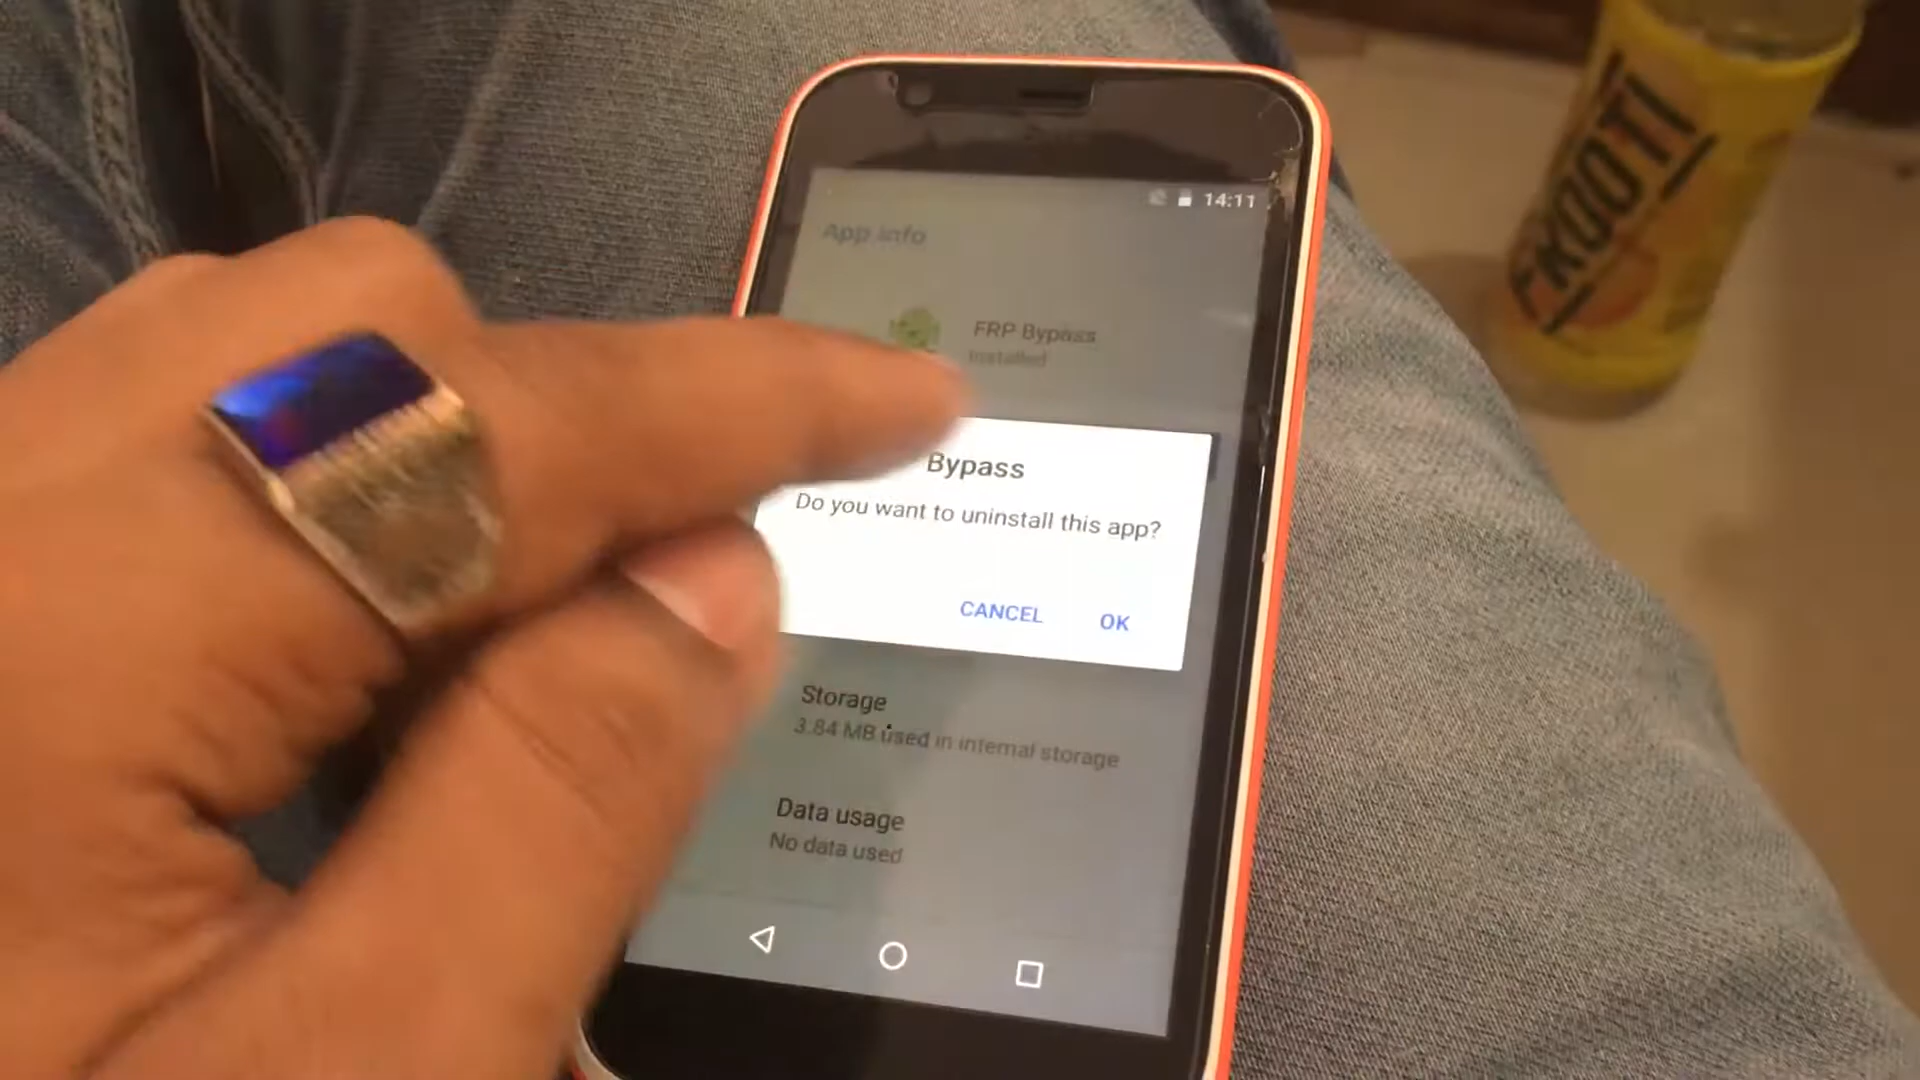 14:11
App info
FRP Bypass
Installed
Bypass
Do you want to uninstall this app?
CANCEL OK
Storage
3.84 MB used in internal storage
Data usage
No data used
FROOTI